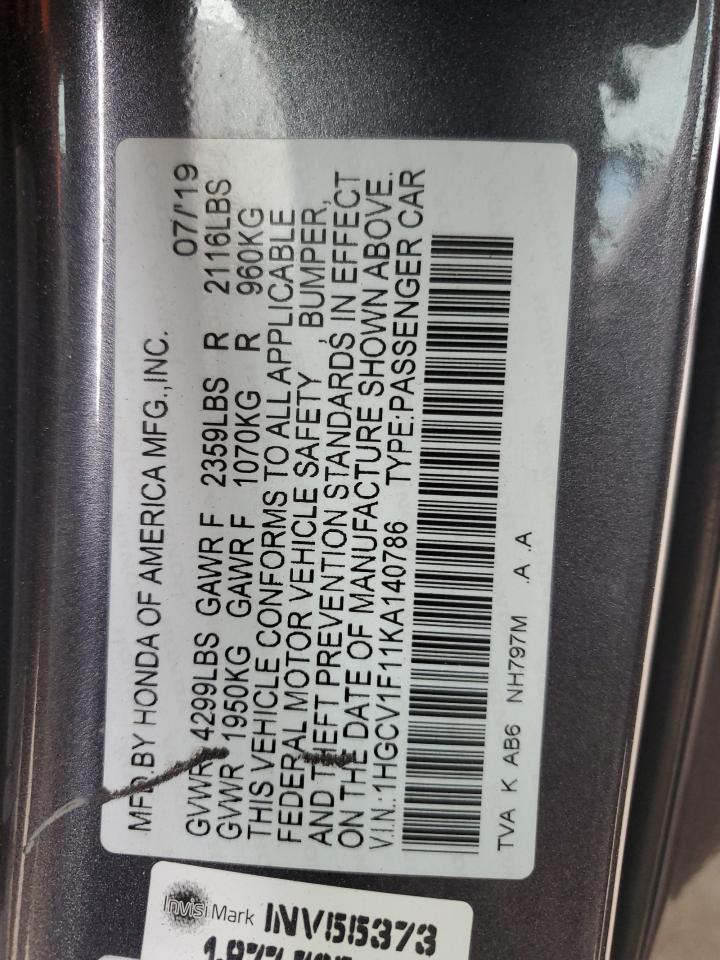 MFD.BY HONDA OF AMERICA MFG.,INC.
07/'19
GVWR 4299LBS GAWR F 2359LBS R 2116LBS
GVWR 1950KG GAWR F 1070KG R 960KG
THIS VEHICLE CONFORMS TO ALL APPLICABLE
FEDERAL MOTOR VEHICLE SAFETY , BUMPER,
AND THEFT PREVENTION STANDARDS IN EFFECT
ON THE DATE OF MANUFACTURE SHOWN ABOVE.
V.I.N.:1HGCV1F11KA140786 TYPE:PASSENGER CAR
TVA K AB6 NH797M .A .A
InvisiMark INV55373